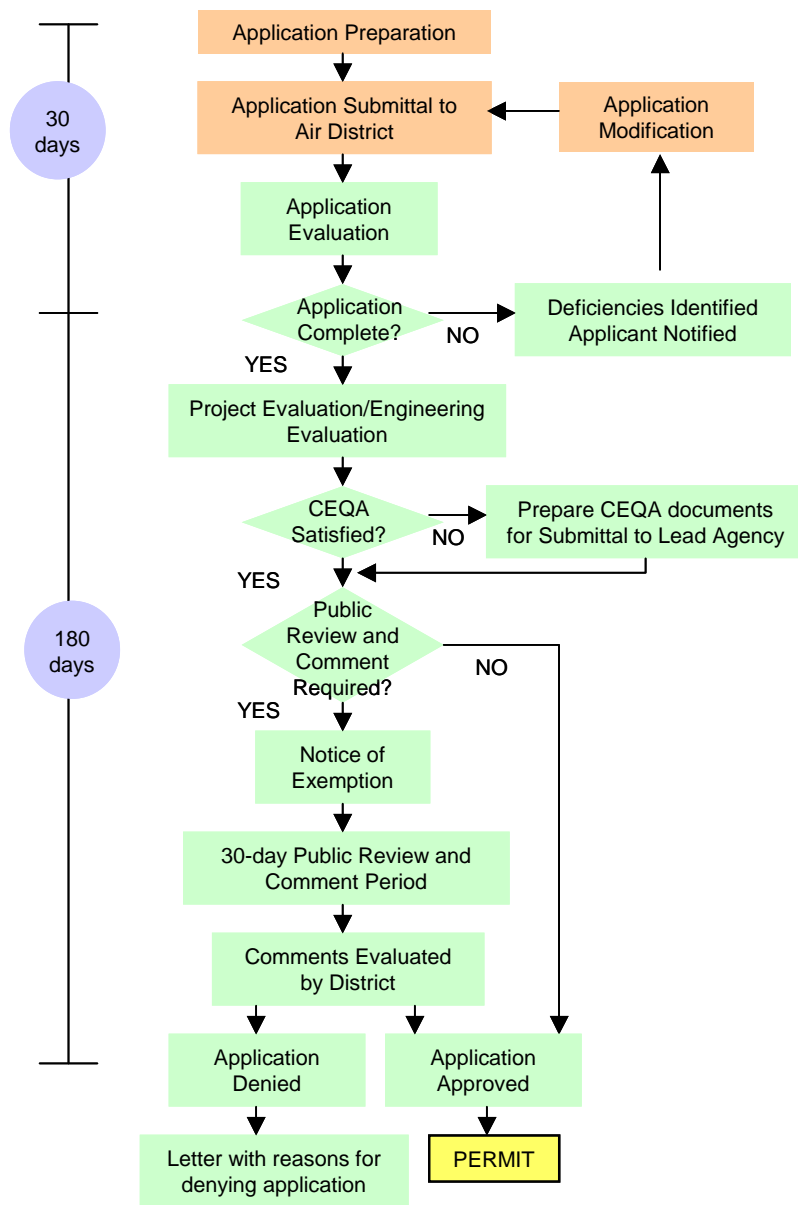 Application Preparation
30
days
Application Submittal to
Air District
Application
Modification
Application
Evaluation
Application
Complete?
NO
Deficiencies Identified
Applicant Notified
YES
Project Evaluation/Engineering
Evaluation
CEQA
Satisfied?
NO
Prepare CEQA documents
for Submittal to Lead Agency
YES
180
days
Public
Review and
Comment
Required?
NO
YES
Notice of
Exemption
30-day Public Review and
Comment Period
Comments Evaluated
by District
Application
Denied
Application
Approved
Letter with reasons for
denying application
PERMIT